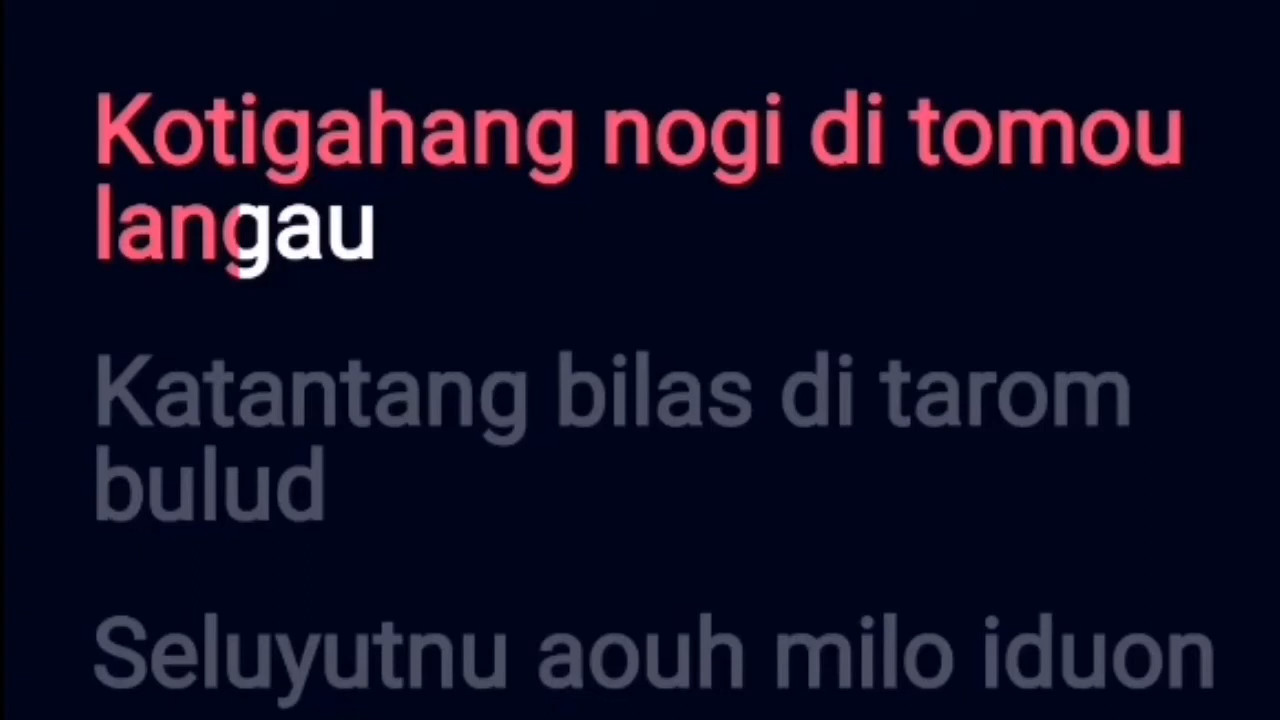 Kotigahang nogi di tomou
langau
Katantang bilas di tarom
bulud
Seluyutnu aouh milo iduon